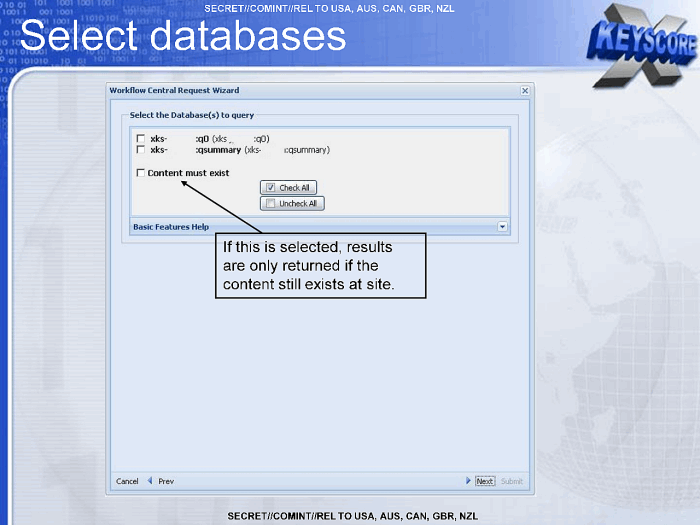 SECRET//COMINT//REL TO USA, AUS, CAN, GBR, NZL
Select databases
XKEYSCORE
Workflow Central Request Wizard
Select the Database(s) to query
xks- :q0 (xks :q0)
xks- :qsummary (xks- :qsummary)
Content must exist
Check All
Uncheck All
Basic Features Help
If this is selected, results
are only returned if the
content still exists at site.
Cancel Prev Next Submit
SECRET//COMINT//REL TO USA, AUS, CAN, GBR, NZL